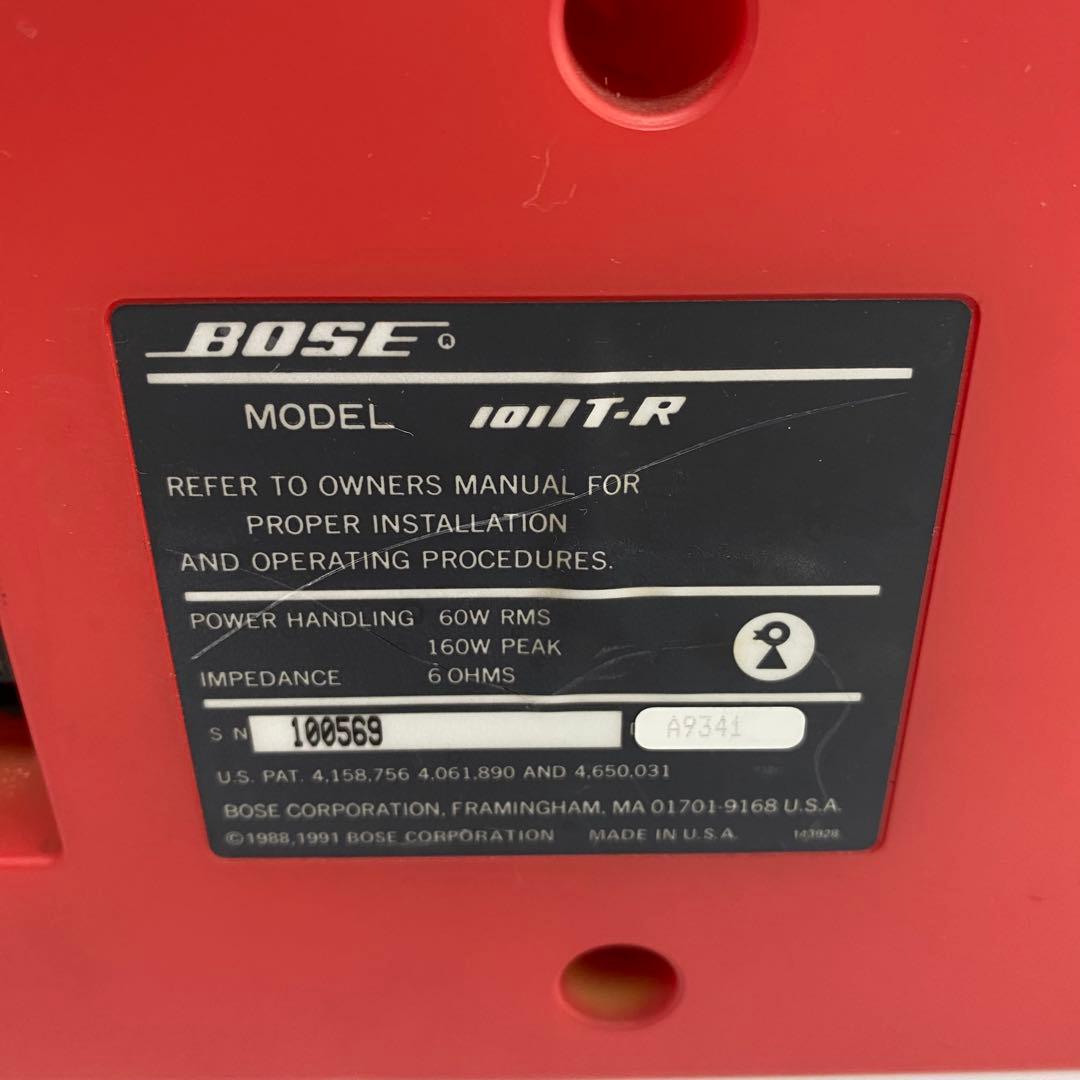 BOSE®
MODEL 101IIT-R
REFER TO OWNERS MANUAL FOR
PROPER INSTALLATION
AND OPERATING PROCEDURES.
POWER HANDLING 60W RMS
160W PEAK
IMPEDANCE 6 OHMS
S N 100569 A9341
U.S. PAT. 4,158,756 4,061,890 AND 4,650,031
BOSE CORPORATION, FRAMINGHAM, MA 01701-9168 U.S.A.
©1988,1991 BOSE CORPORATION MADE IN U.S.A. 143928